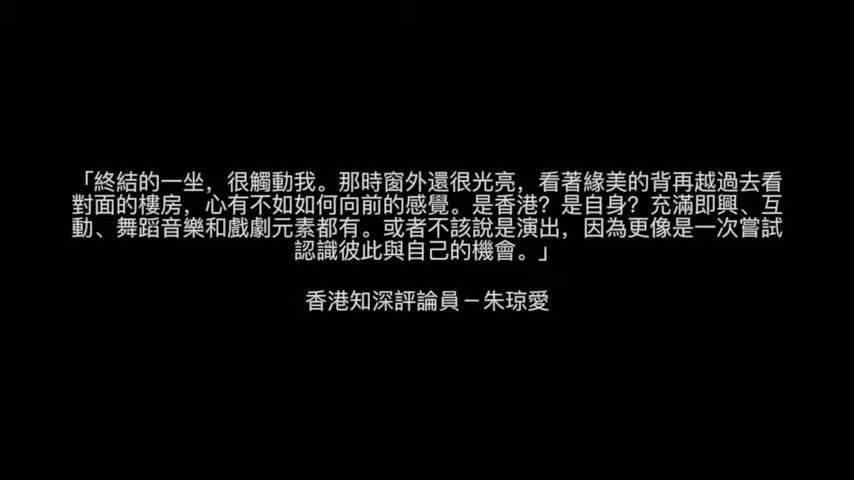 「終結的一坐，很觸動我。那時窗外還很光亮，看著緣美的背再越過去看
對面的樓房，心有不如如何向前的感覺。是香港？是自身？充滿即興、互
動、舞蹈音樂和戲劇元素都有。或者不該說是演出，因為更像是一次嘗試
認識彼此與自己的機會。」
香港知深評論員－朱琼愛